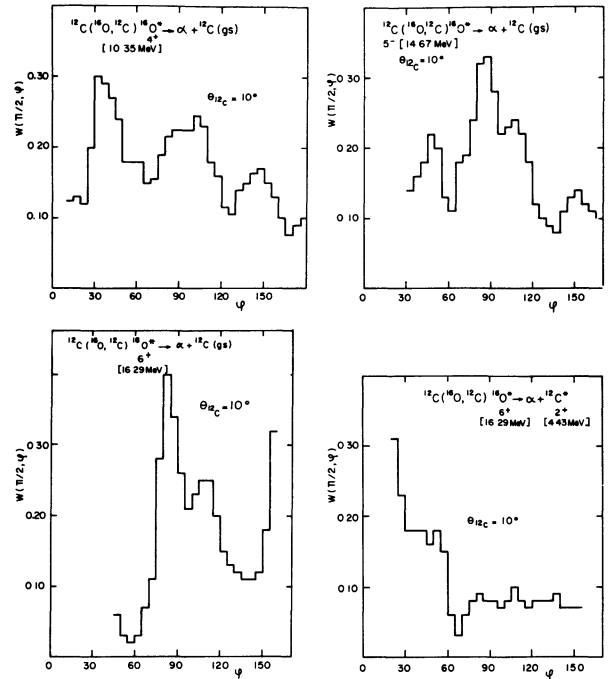 ¹²C(¹⁶O,¹²C)¹⁶O* → α + ¹²C(gs)
4⁺
[10 35 MeV]
θ₁₂C = 10°
W(π/2, φ)
0.30
0.20
0.10
0 30 60 90 120 150
φ
¹²C(¹⁶O,¹²C)¹⁶O* → α + ¹²C(gs)
5⁻ [14 67 MeV]
θ₁₂C = 10°
W(π/2, φ)
0.30
0.20
0.10
0 30 60 90 120 150
φ
¹²C(¹⁶O,¹²C)¹⁶O* → α + ¹²C(gs)
6⁺
[16 29 MeV]
θ₁₂C = 10°
W(π/2, φ)
0.30
0.20
0.10
0 30 60 90 120 150
φ
¹²C(¹⁶O,¹²C)¹⁶O* → α + ¹²C*
6⁺ 2⁺
[16 29 MeV] [4 43 MeV]
θ₁₂C = 10°
W(π/2, φ)
0.30
0.20
0.10
0 30 60 90 120 150
φ